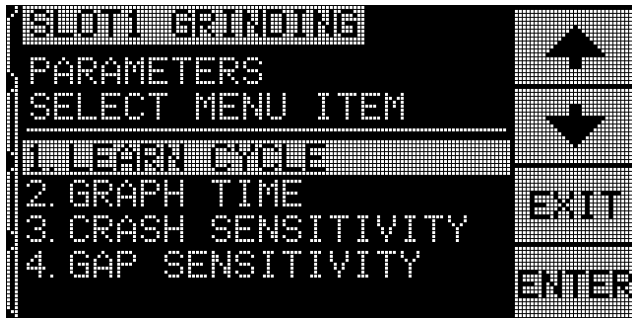 SLOT1 GRINDING
PARAMETERS
SELECT MENU ITEM
1. LEARN CYCLE
2. GRAPH TIME
3. CRASH SENSITIVITY
4. GAP SENSITIVITY
EXIT
ENTER